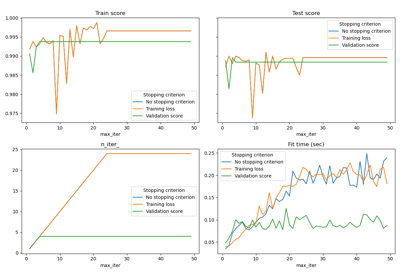 Train score
Test score
1.000
0.995
0.990
0.985
0.980
0.975
Stopping criterion
No stopping criterion
Training loss
Validation score
Stopping criterion
No stopping criterion
Training loss
Validation score
0 10 20 30 40 50
max_iter
0 10 20 30 40 50
max_iter
n_iter_
Fit time (sec)
25
20
15
10
5
0
Stopping criterion
No stopping criterion
Training loss
Validation score
0.25
0.20
0.15
0.10
0.05
Stopping criterion
No stopping criterion
Training loss
Validation score
0 10 20 30 40 50
max_iter
0 10 20 30 40 50
max_iter